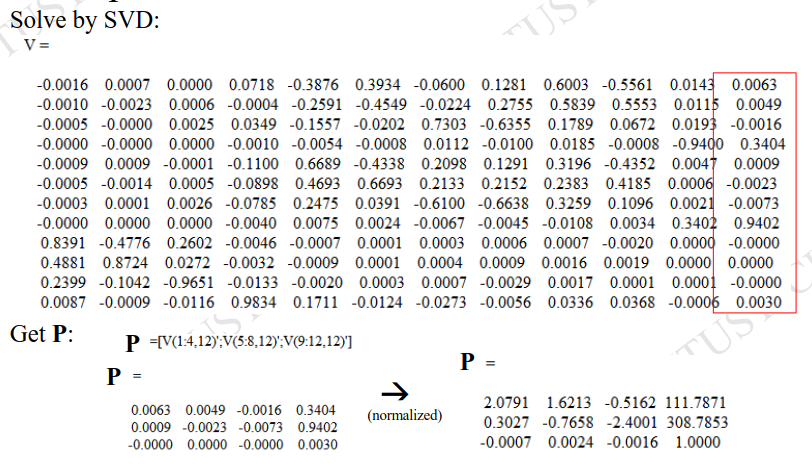 Solve by SVD:
V =
-0.0016 0.0007 0.0000 0.0718 -0.3876 0.3934 -0.0600 0.1281 0.6003 -0.5561 0.0143 0.0063
-0.0010 -0.0023 0.0006 -0.0004 -0.2591 -0.4549 -0.0224 0.2755 0.5839 0.5553 0.0115 0.0049
-0.0005 -0.0000 0.0025 0.0349 -0.1557 -0.0202 0.7303 -0.6355 0.1789 0.0672 0.0193 -0.0016
-0.0000 -0.0000 0.0000 -0.0010 -0.0054 -0.0008 0.0112 -0.0100 0.0185 -0.0008 -0.9400 0.3404
-0.0009 0.0009 -0.0001 -0.1100 0.6689 -0.4338 0.2098 0.1291 0.3196 -0.4352 0.0047 0.0009
-0.0005 -0.0014 0.0005 -0.0898 0.4693 0.6693 0.2133 0.2152 0.2383 0.4185 0.0006 -0.0023
-0.0003 0.0001 0.0026 -0.0785 0.2475 0.0391 -0.6100 -0.6638 0.3259 0.1096 0.0021 -0.0073
-0.0000 0.0000 0.0000 -0.0040 0.0075 0.0024 -0.0067 -0.0045 -0.0108 0.0034 0.3402 0.9402
0.8391 -0.4776 0.2602 -0.0046 -0.0007 0.0001 0.0003 0.0006 0.0007 -0.0020 0.0000 -0.0000
0.4881 0.8724 0.0272 -0.0032 -0.0009 0.0001 0.0004 0.0009 0.0016 0.0019 0.0000 0.0000
0.2399 -0.1042 -0.9651 -0.0133 -0.0020 0.0003 0.0007 -0.0029 0.0017 0.0001 0.0001 -0.0000
0.0087 -0.0009 -0.0116 0.9834 0.1711 -0.0124 -0.0273 -0.0056 0.0336 0.0368 -0.0006 0.0030
Get P: P =[V(1:4,12)';V(5:8,12)';V(9:12,12)']
P =
0.0063 0.0049 -0.0016 0.3404
0.0009 -0.0023 -0.0073 0.9402
-0.0000 0.0000 -0.0000 0.0030
→
(normalized)
P =
2.0791 1.6213 -0.5162 111.7871
0.3027 -0.7658 -2.4001 308.7853
-0.0007 0.0024 -0.0016 1.0000